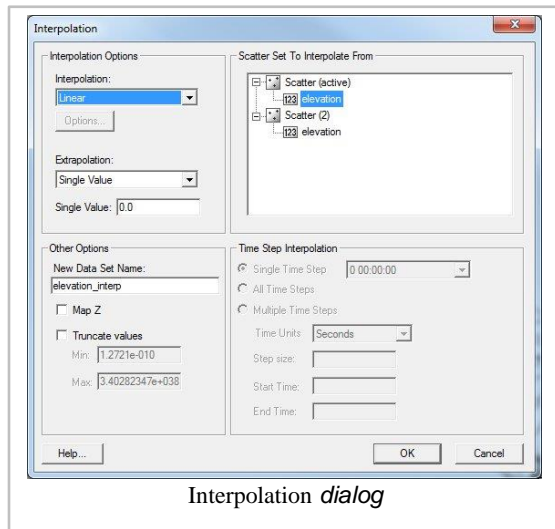 Interpolation
Interpolation Options
Interpolation:
Linear
Options...
Extrapolation:
Single Value
Single Value: 0.0
Scatter Set To Interpolate From
Scatter (active)
123 elevation
Scatter (2)
123 elevation
Other Options
New Data Set Name:
elevation_interp
Map Z
Truncate values
Min: 1.2721e-010
Max: 3.40282347e+038
Time Step Interpolation
Single Time Step 0 00:00:00
All Time Steps
Multiple Time Steps
Time Units Seconds
Step size:
Start Time:
End Time:
Help... OK Cancel
Interpolation dialog